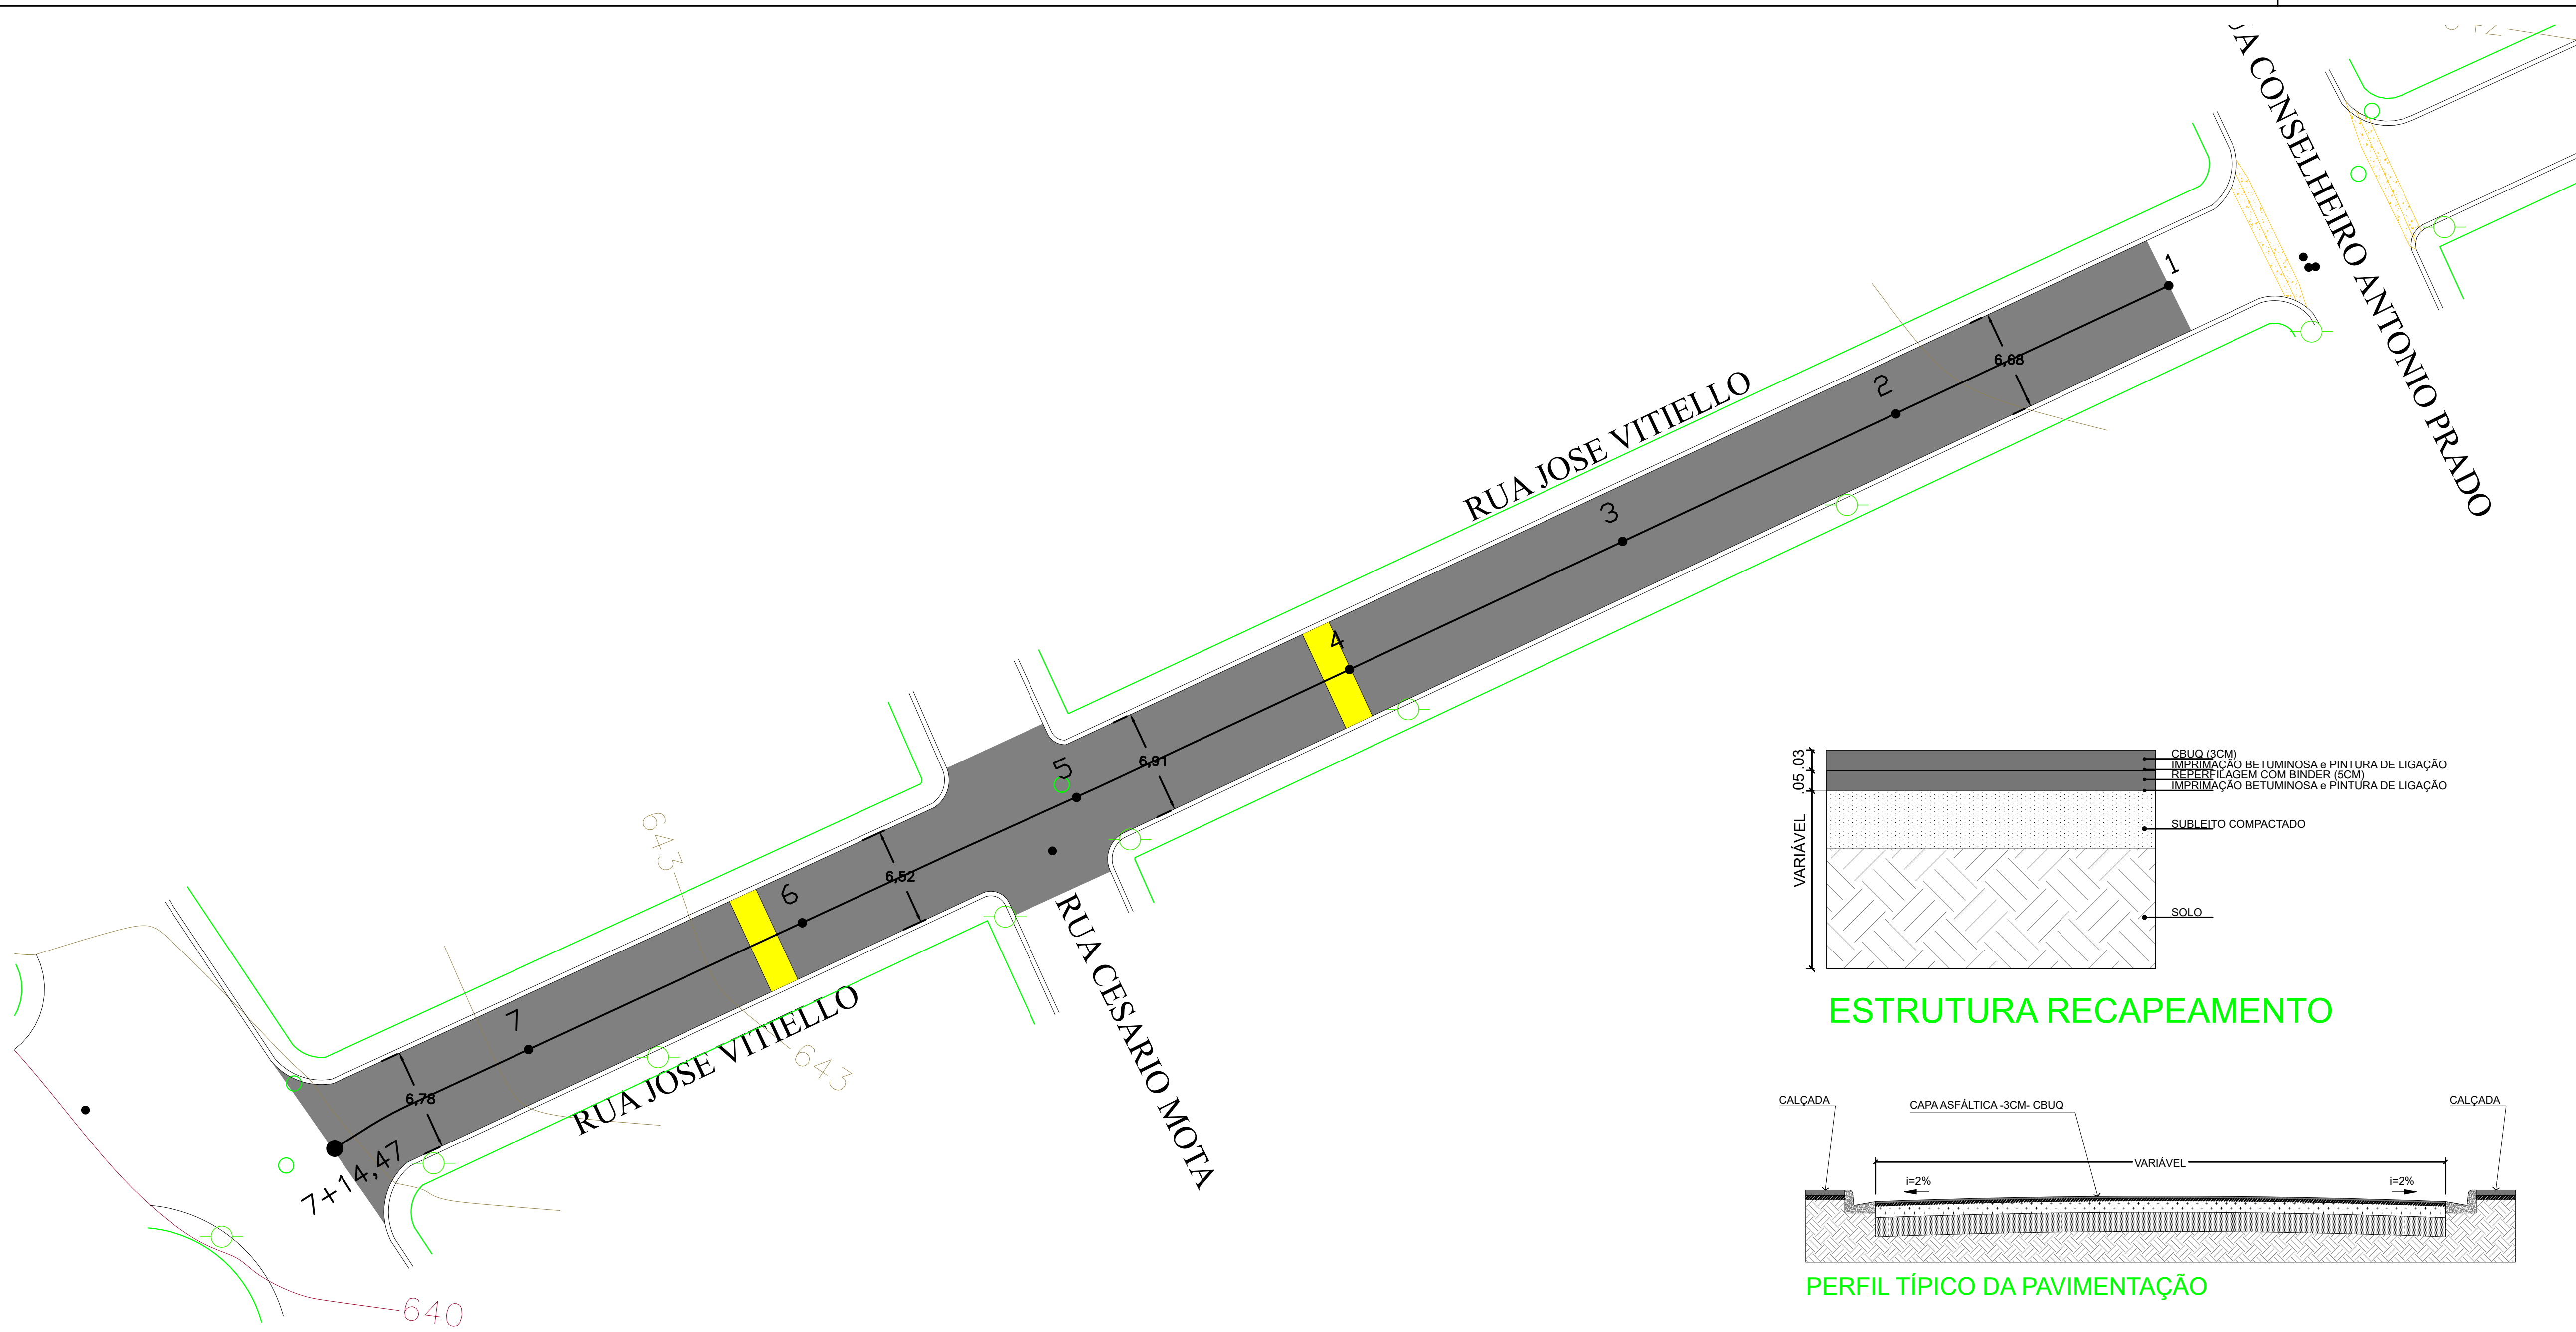 RUA CONSELHEIRO ANTONIO PRADO
1
6,68
2
RUA JOSE VITIELLO
3
4
6,91
5
6,52
6
643
7
6,78
7+14,47
RUA JOSE VITIELLO
643
RUA CESARIO MOTA
640
.03
.05
VARIÁVEL
CBUQ (3CM)
IMPRIMAÇÃO BETUMINOSA e PINTURA DE LIGAÇÃO
REPERFILAGEM COM BINDER (5CM)
IMPRIMAÇÃO BETUMINOSA e PINTURA DE LIGAÇÃO
SUBLEITO COMPACTADO
SOLO
ESTRUTURA RECAPEAMENTO
CALÇADA
CAPA ASFÁLTICA -3CM- CBUQ
CALÇADA
VARIÁVEL
i=2%
i=2%
PERFIL TÍPICO DA PAVIMENTAÇÃO